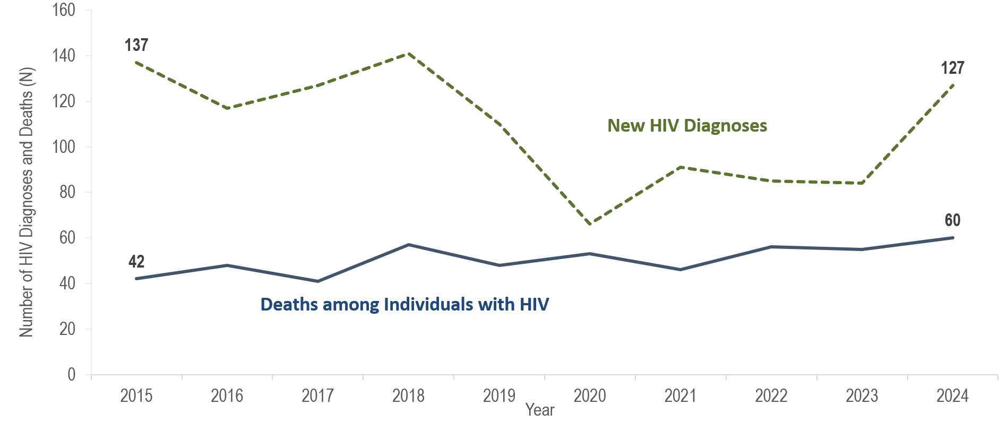 Number of HIV Diagnoses and Deaths (N)
160
140
120
100
80
60
40
20
0
137
127
New HIV Diagnoses
60
42
Deaths among Individuals with HIV
2015 2016 2017 2018 2019 2020 2021 2022 2023 2024
Year